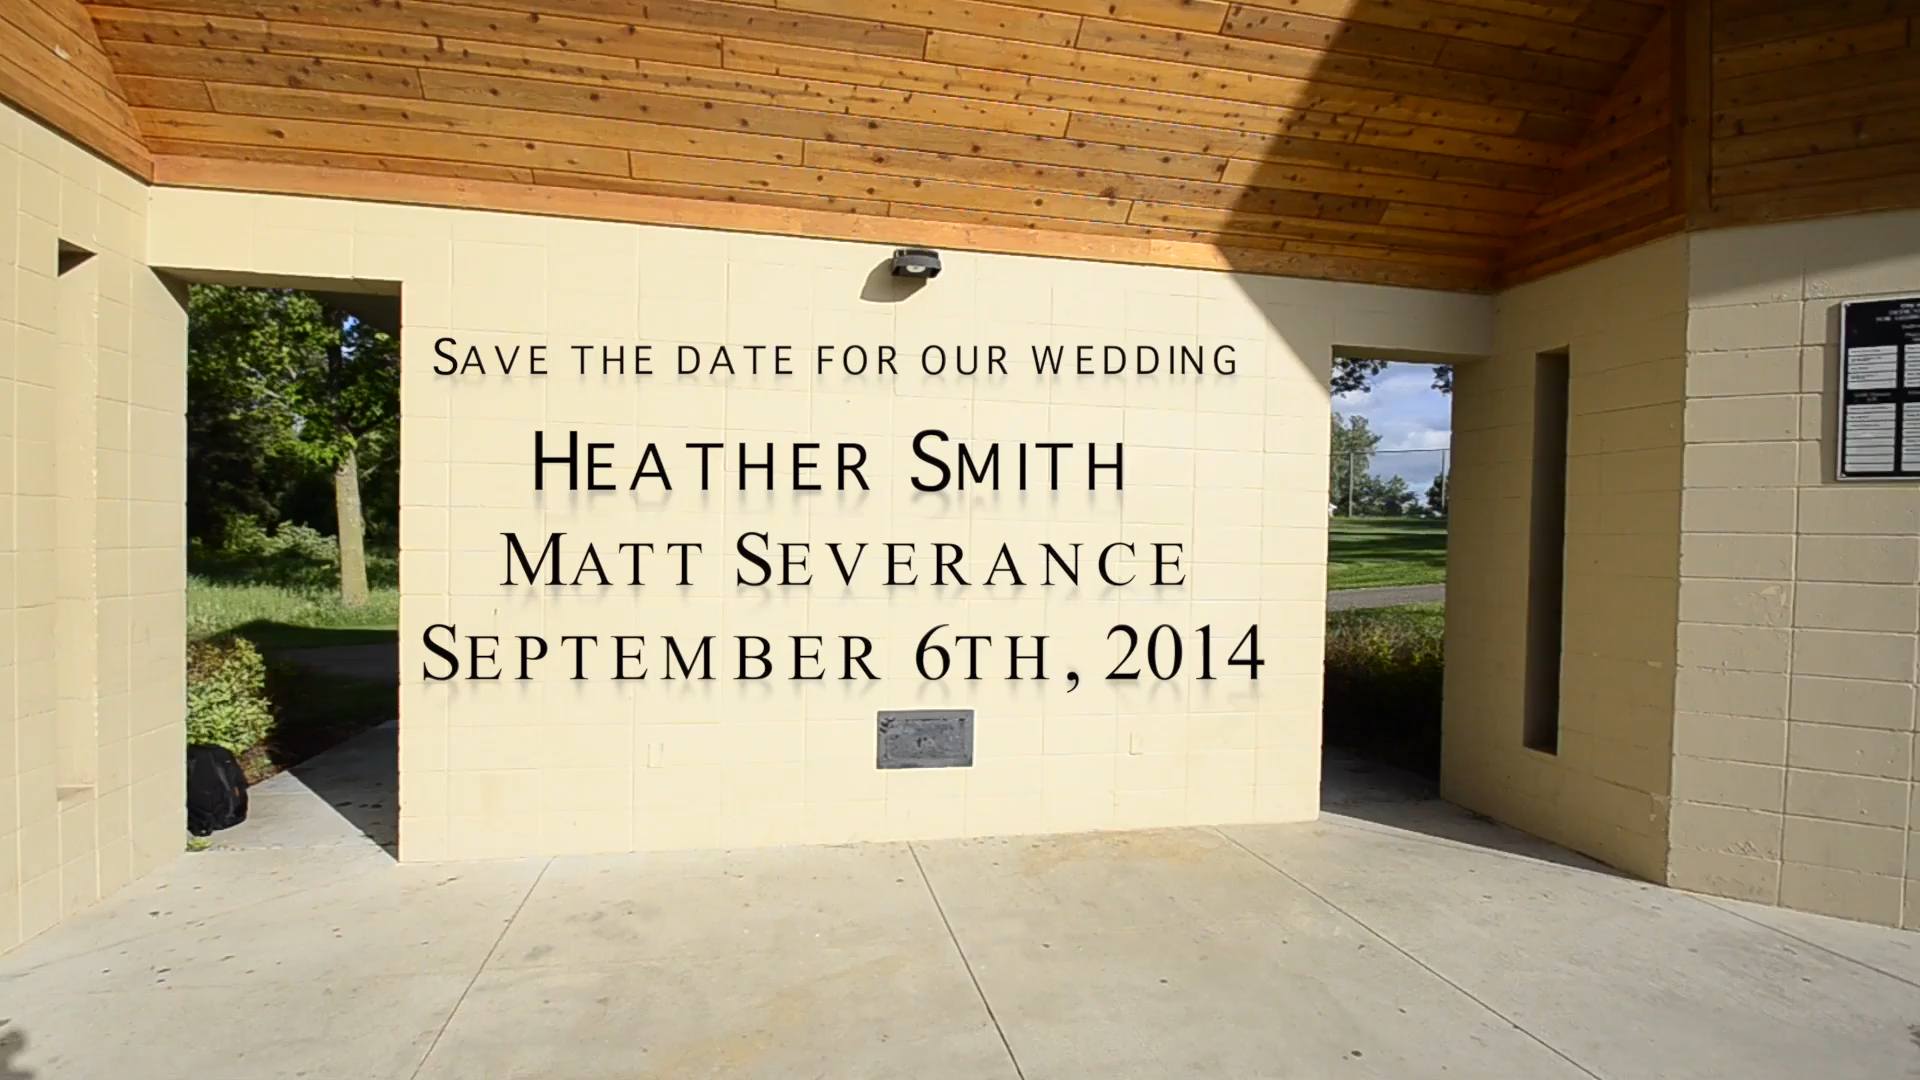 Save the date for our wedding
Heather Smith
Matt Severance
September 6th, 2014